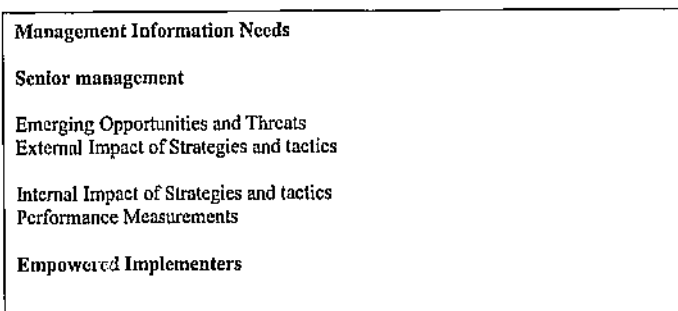 Management Information Needs
Senior management
Emerging Opportunities and Threats
External Impact of Strategies and tactics
Internal Impact of Strategies and tactics
Performance Measurements
Empowered Implementers